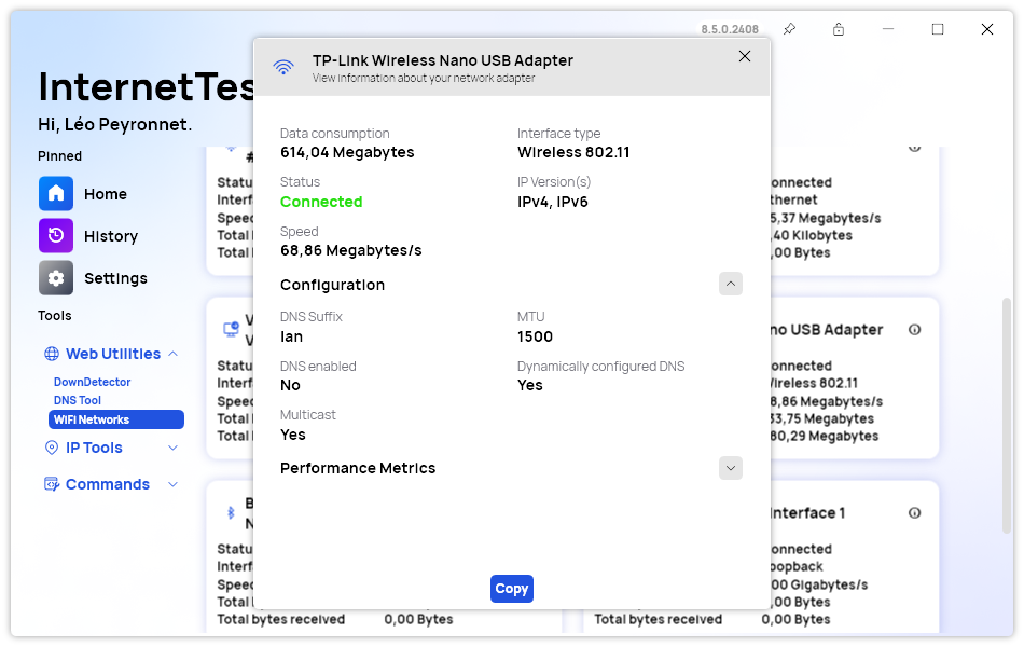 8.5.0.2408
InternetTes
Hi, Léo Peyronnet.
Pinned
Home
History
Settings
Tools
Web Utilities
DownDetector
DNS Tool
WiFi Networks
IP Tools
Commands
TP-Link Wireless Nano USB Adapter
View information about your network adapter
Data consumption
614,04 Megabytes
Interface type
Wireless 802.11
Status
Connected
IP Version(s)
IPv4, IPv6
Speed
68,86 Megabytes/s
Configuration
DNS Suffix
lan
MTU
1500
DNS enabled
No
Dynamically configured DNS
Yes
Multicast
Yes
Performance Metrics
Copy
Statu
Interf
Speed
Total
Total
onnected
thernet
5,37 Megabytes/s
,40 Kilobytes
,00 Bytes
Statu
Interf
Speed
Total
Total
no USB Adapter
onnected
ireless 802.11
8,86 Megabytes/s
33,75 Megabytes
80,29 Megabytes
Statu
Interf
Speed
Total
Total bytes received 0,00 Bytes
Interface 1
onnected
oopback
00 Gigabytes/s
,00 Bytes
Total bytes received 0,00 Bytes